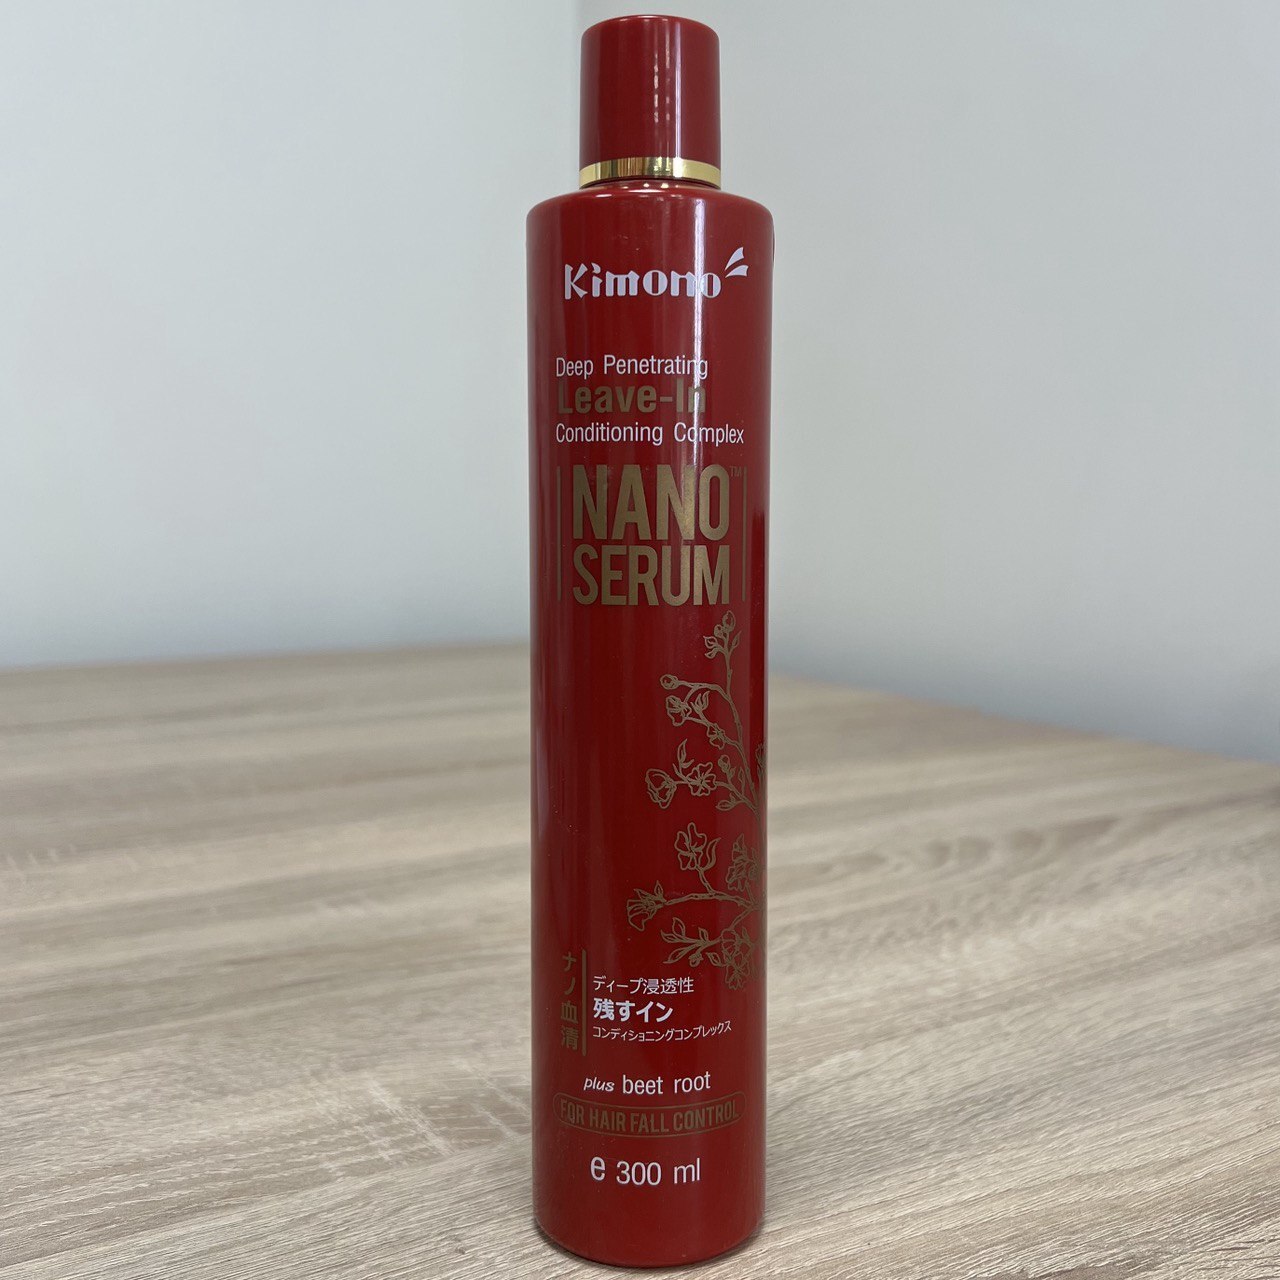 Kimono
Deep Penetrating
Leave-In
Conditioning Complex
NANO™
SERUM
ナノ血清
ディープ浸透性
残すイン
コンディショニングコンプレックス
plus beet root
FOR HAIR FALL CONTROL
e 300 ml